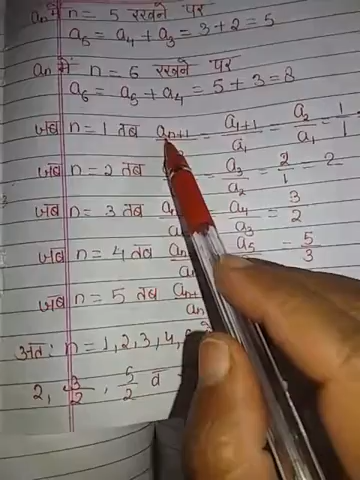 aₙ में n = 5 रखने पर
a₅ = a₄ + a₃ = 3 + 2 = 5
aₙ में n = 6 रखने पर
a₆ = a₅ + a₄ = 5 + 3 = 8
जब n = 1 तब aₙ₊₁ = a₁₊₁/a₁ = a₂/a₁ = 1/1
जब n = 2 तब a₃/a₂ = 2/1 = 2
जब n = 3 तब a₄/a₃ = 3/2
जब n = 4 तब a₅ = 5/3
जब n = 5 तब aₙ₊/aₙ
अतः n = 1, 2, 3, 4,
2, 3/2, 5/2 व